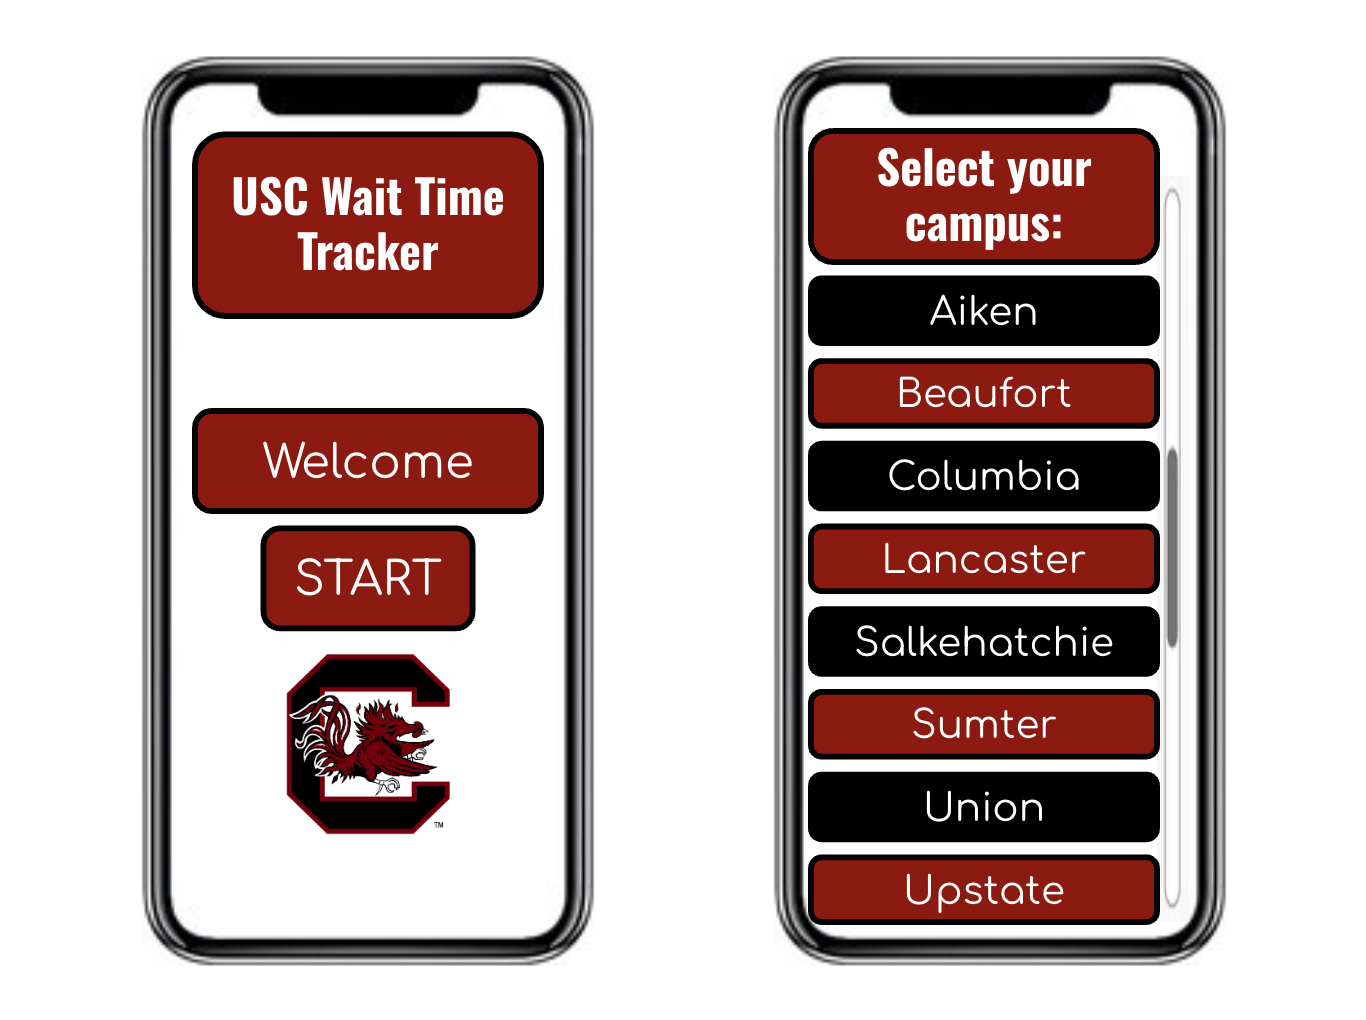 USC Wait Time
Tracker
Welcome
START
TM
Select your
campus:
Aiken
Beaufort
Columbia
Lancaster
Salkehatchie
Sumter
Union
Upstate